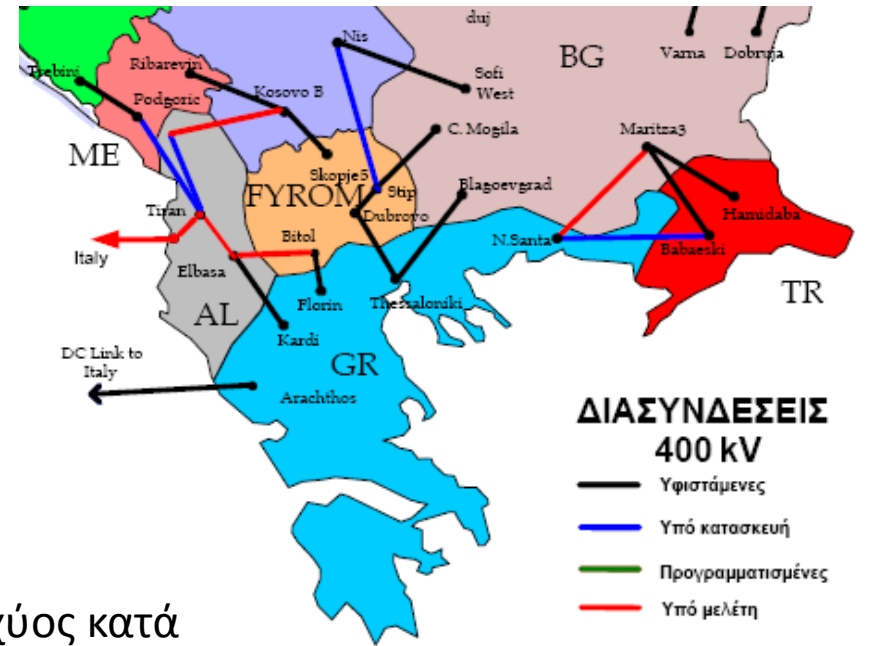 duj
Nis
BG
Varna
Dobruja
Trebinj
Ribarevin
Sofi
West
Podgoric
Kosovo B
C. Mogila
Maritza3
ME
Skopje5
FYROM
Stip
Blagoevgrad
Dubrovo
Hamidaba
Tiran
Bitol
N.Santa
Babaeski
Italy
Elbasa
Florin
Thessaloniki
TR
AL
Kardi
DC Link to
Italy
GR
Arachthos
ΔΙΑΣΥΝΔΕΣΕΙΣ
400 kV
Υφιστάμενες
Υπό κατασκευή
Προγραμματισμένες
Υπό μελέτη
χύος κατά